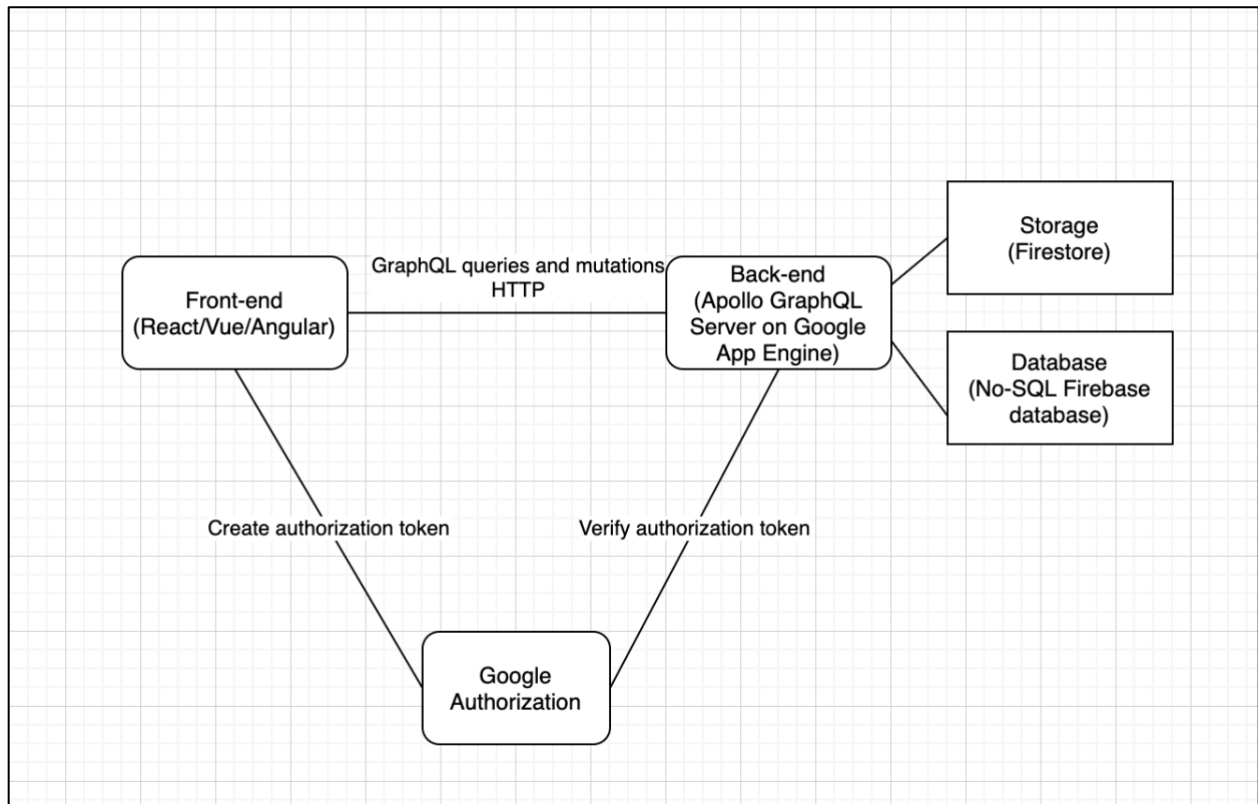 GraphQL queries and mutations
HTTP
Front-end
(React/Vue/Angular)
Back-end
(Apollo GraphQL
Server on Google
App Engine)
Storage
(Firestore)
Database
(No-SQL Firebase
database)
Create authorization token
Verify authorization token
Google
Authorization